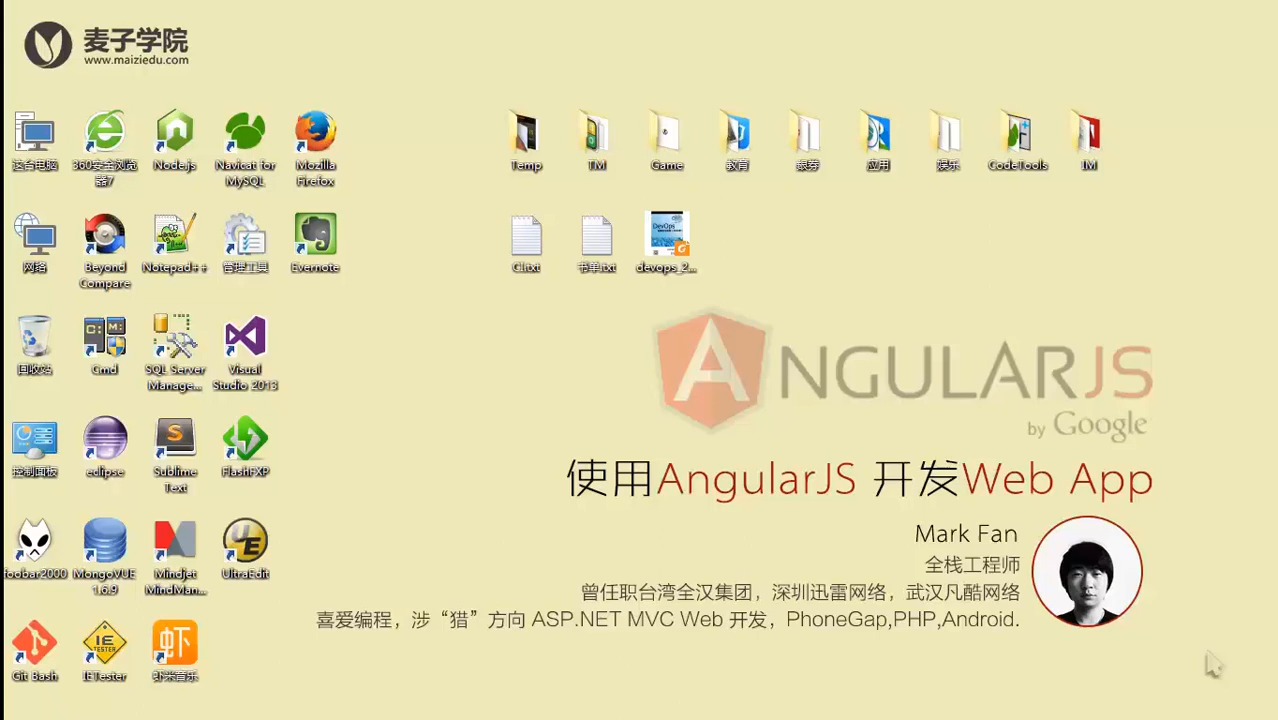 麦子学院
www.maiziedu.com
这台电脑
360安全浏览
器7
Node.js
Navicat for
MySQL
Mozilla
Firefox
Temp
TM
Game
教育
应用
娱乐
CodeTools
IM
网络
Beyond
Compare
Notepad++
管理工具
Evernote
CI.txt
书单.txt
DevOps
devops_2...
回收站
C:\ M:\
Cmd
SQL Server
Manage...
Visual
Studio 2013
ANGULARJS
by Google
控制面板
eclipse
Sublime
Text
FlashFXP
使用AngularJS 开发Web App
foobar2000
MongoVUE
1.6.9
Mindjet
MindMan...
UE
UltraEdit
Mark Fan
全栈工程师
曾任职台湾全汉集团，深圳迅雷网络，武汉凡酷网络
喜爱编程，涉“猎”方向 ASP.NET MVC Web 开发，PhoneGap,PHP,Android.
Git Bash
IE
TESTER
IETester
虾
虾米音乐